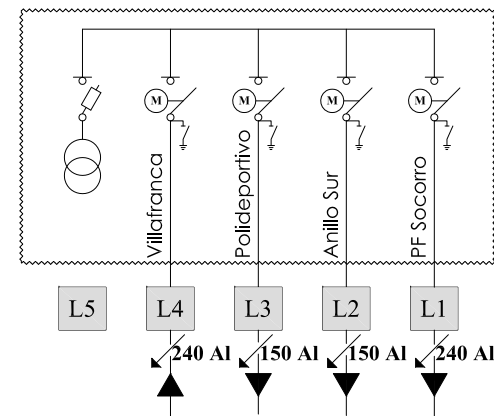 M M M M
Villafranca
Polideportivo
Anillo Sur
PF Socorro
L5 L4 L3 L2 L1
240 Al 150 Al 150 Al 240 Al